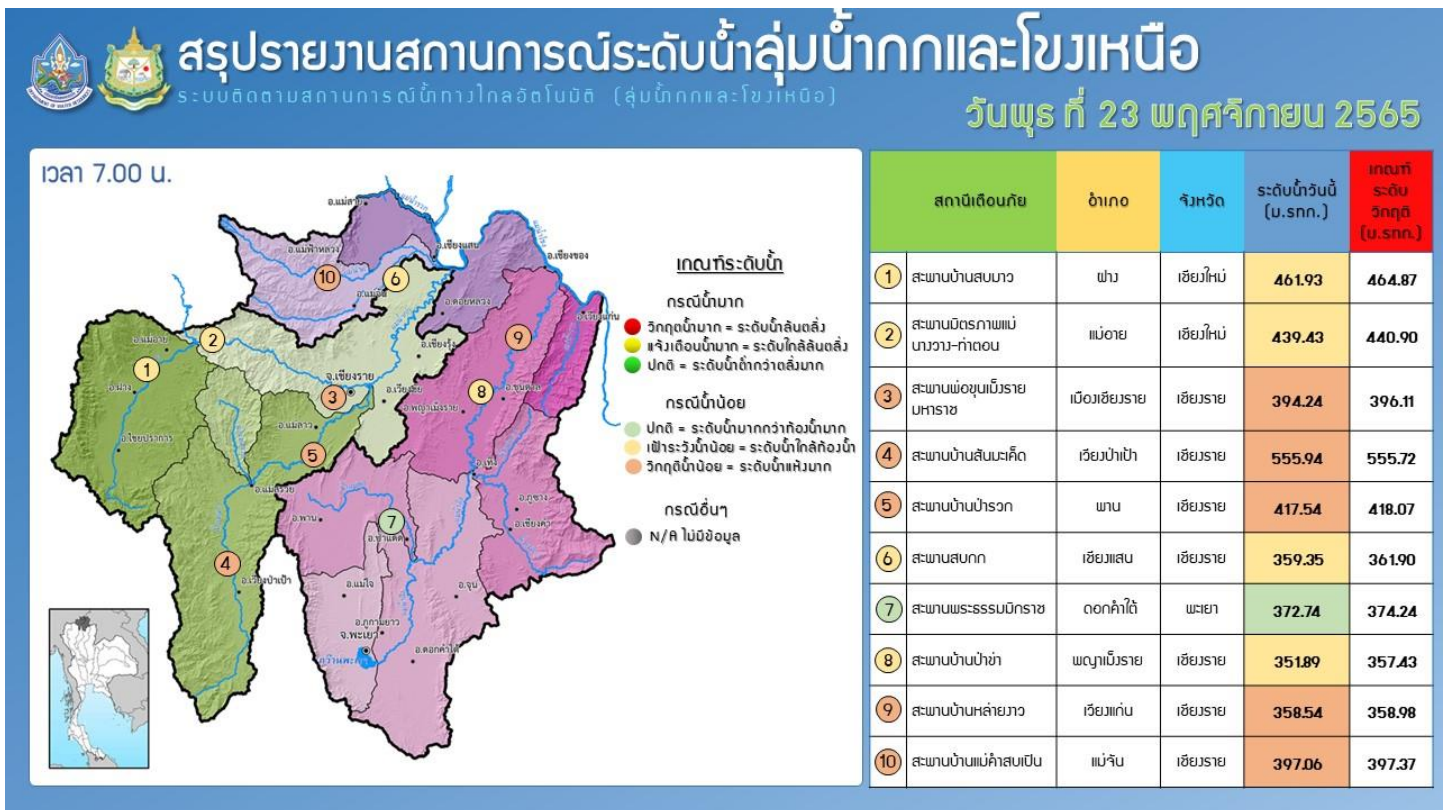 สรุปรายงานสถานการณ์ระดับน้ำลุ่มน้ำกกและโขงเหนือ
ระบบติดตามสถานการณ์น้ำทางไกลอัตโนมัติ (ลุ่มน้ำกกและโขงเหนือ)
วันพุธ ที่ 23 พฤศจิกายน 2565
เวลา 7.00 น.
อ.แม่สาย
อ.แม่ฟ้าหลวง
อ.เชียงแสน
อ.เชียงของ
10
6
อ.ดอยหลวง
อ.เวียงแก่น
อ.แม่อาย
2
อ.เชียงรุ้ง
9
1
อ.ฝาง
จ.เชียงราย
3
อ.เวียงชัย
8
อ.ขุนตาล
อ.พญาเม็งราย
อ.ไชยปราการ
อ.แม่ลาว
5
อ.เทิง
อ.แม่สรวย
อ.พาน
7
อ.ป่าแดด
อ.ภูซาง
อ.เชียงคำ
4
อ.เวียงป่าเป้า
อ.แม่ใจ
อ.จุน
อ.ภูกามยาว
จ.พะเยา
กว๊านพะเยา
อ.ดอกคำใต้
เกณฑ์ระดับน้ำ
กรณีน้ำมาก
วิกฤตน้ำมาก = ระดับน้ำล้นตลิ่ง
แจ้งเตือนน้ำมาก = ระดับใกล้ล้นตลิ่ง
ปกติ = ระดับน้ำต่ำกว่าตลิ่งมาก
กรณีน้ำน้อย
ปกติ = ระดับน้ำมากกว่าท้องน้ำมาก
เฝ้าระวังน้ำน้อย = ระดับน้ำใกล้ท้องน้ำ
วิกฤติน้ำน้อย = ระดับน้ำแห้งมาก
กรณีอื่นๆ
N/A ไม่มีข้อมูล
สถานีเตือนภัย อำเภอ จังหวัด ระดับน้ำวันนี้ (ม.รทก.) เกณฑ์ระดับวิกฤติ (ม.รทก.)
1 สะพานบ้านสบมาว ฝาง เชียงใหม่ 461.93 464.87
2 สะพานมิตรภาพแม่นางวาง-ท่าตอน แม่อาย เชียงใหม่ 439.43 440.90
3 สะพานพ่อขุนเม็งรายมหาราช เมืองเชียงราย เชียงราย 394.24 396.11
4 สะพานบ้านสันมะเค็ด เวียงป่าเป้า เชียงราย 555.94 555.72
5 สะพานบ้านป่ารวก พาน เชียงราย 417.54 418.07
6 สะพานสบกก เชียงแสน เชียงราย 359.35 361.90
7 สะพานพระธรรมมิกราช ดอกคำใต้ พะเยา 372.74 374.24
8 สะพานบ้านป่าข่า พญาเม็งราย เชียงราย 351.89 357.43
9 สะพานบ้านหล่ายงาว เวียงแก่น เชียงราย 358.54 358.98
10 สะพานบ้านแม่คำสบเปิน แม่จัน เชียงราย 397.06 397.37